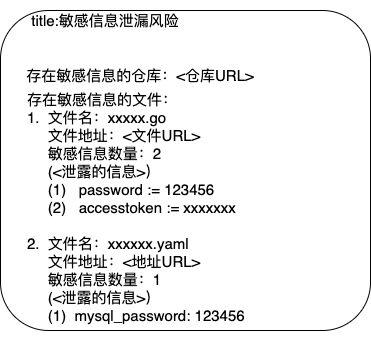 title:敏感信息泄漏风险
存在敏感信息的仓库：<仓库URL>
存在敏感信息的文件：
1. 文件名：xxxxx.go
文件地址：<文件URL>
敏感信息数量：2
(<泄露的信息>)
(1) password := 123456
(2) accesstoken := xxxxxxx
2. 文件名：xxxxxx.yaml
文件地址：<地址URL>
敏感信息数量：1
(<泄露的信息>)
(1) mysql_password: 123456